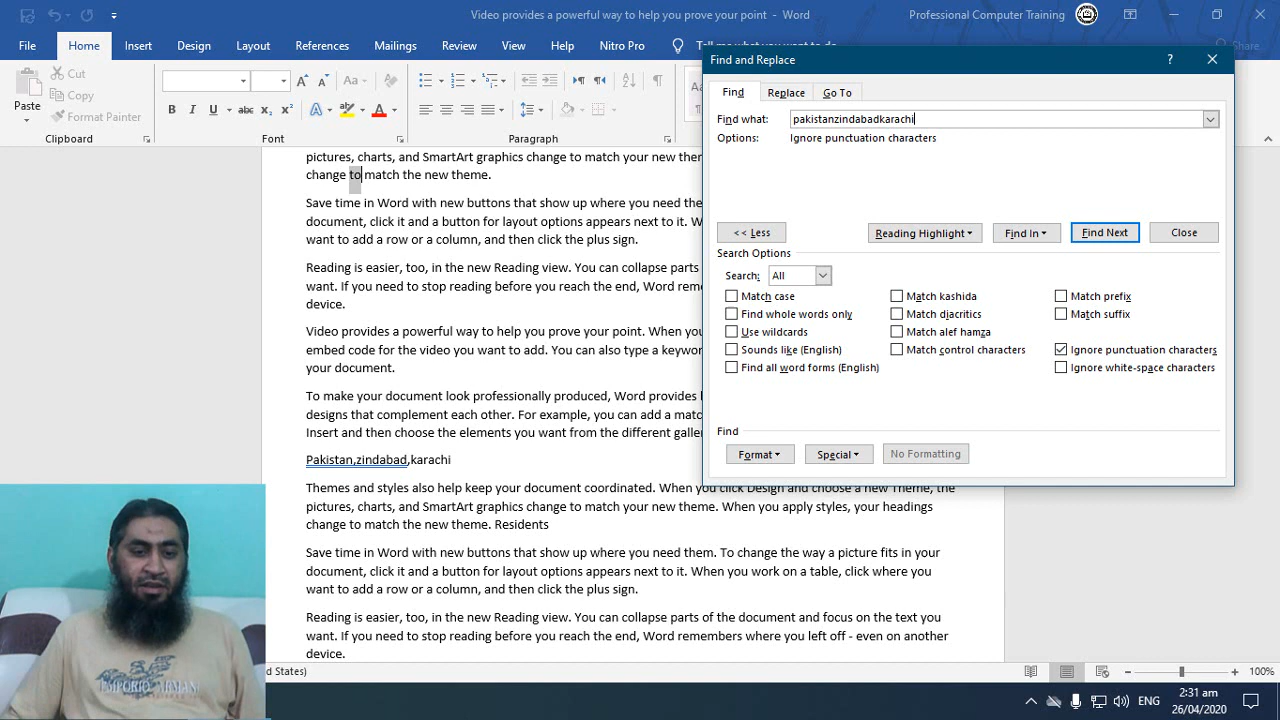 Video provides a powerful way to help you prove your point - Word
Professional Computer Training
File Home Insert Design Layout References Mailings Review View Help Nitro Pro Tell me what you want to do
Share
Paste
Cut
Copy
Format Painter
Clipboard
Font
Paragraph
Find and Replace
Find Replace Go To
Find what: pakistanzindabadkarachi
Options: Ignore punctuation characters
<< Less Reading Highlight Find In Find Next Close
Search Options
Search: All
Match case Match kashida Match prefix
Find whole words only Match diacritics Match suffix
Use wildcards Match alef hamza
Sounds like (English) Match control characters Ignore punctuation characters
Find all word forms (English) Ignore white-space characters
Find
Format Special No Formatting
pictures, charts, and SmartArt graphics change to match your new
change to match the new theme.
Save time in Word with new buttons that show up where you need the
document, click it and a button for layout options appears next to it. W
want to add a row or a column, and then click the plus sign.
Reading is easier, too, in the new Reading view. You can collapse parts
want. If you need to stop reading before you reach the end, Word
device.
Video provides a powerful way to help you prove your point. When you
embed code for the video you want to add. You can also type a keywor
your document.
To make your document look professionally produced, Word provides
designs that complement each other. For example, you can add a matc
Insert and then choose the elements you want from the different galler
Pakistan,zindabad,karachi
Themes and styles also help keep your document coordinated. When you click Design and choose a new Theme, the
pictures, charts, and SmartArt graphics change to match your new theme. When you apply styles, your headings
change to match the new theme. Residents
Save time in Word with new buttons that show up where you need them. To change the way a picture fits in your
document, click it and a button for layout options appears next to it. When you work on a table, click where you
want to add a row or a column, and then click the plus sign.
Reading is easier, too, in the new Reading view. You can collapse parts of the document and focus on the text you
want. If you need to stop reading before you reach the end, Word remembers where you left off - even on another
device.
d States)
100%
EMPORIO ARMANI
ENG
2:31 am
26/04/2020